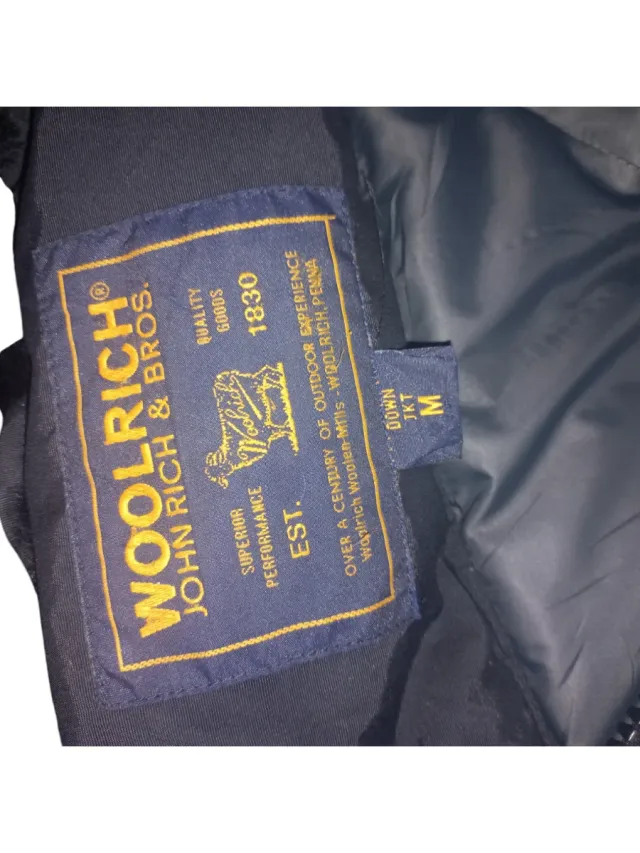 WOOLRICH®
JOHN RICH & BROS.
SUPERIOR
PERFORMANCE
QUALITY
GOODS
Woolrich
EST. 1830
OVER A CENTURY OF OUTDOOR EXPERIENCE
Woolrich Woolen Mills - WOOLRICH, PENNA
DOWN
JKT
M